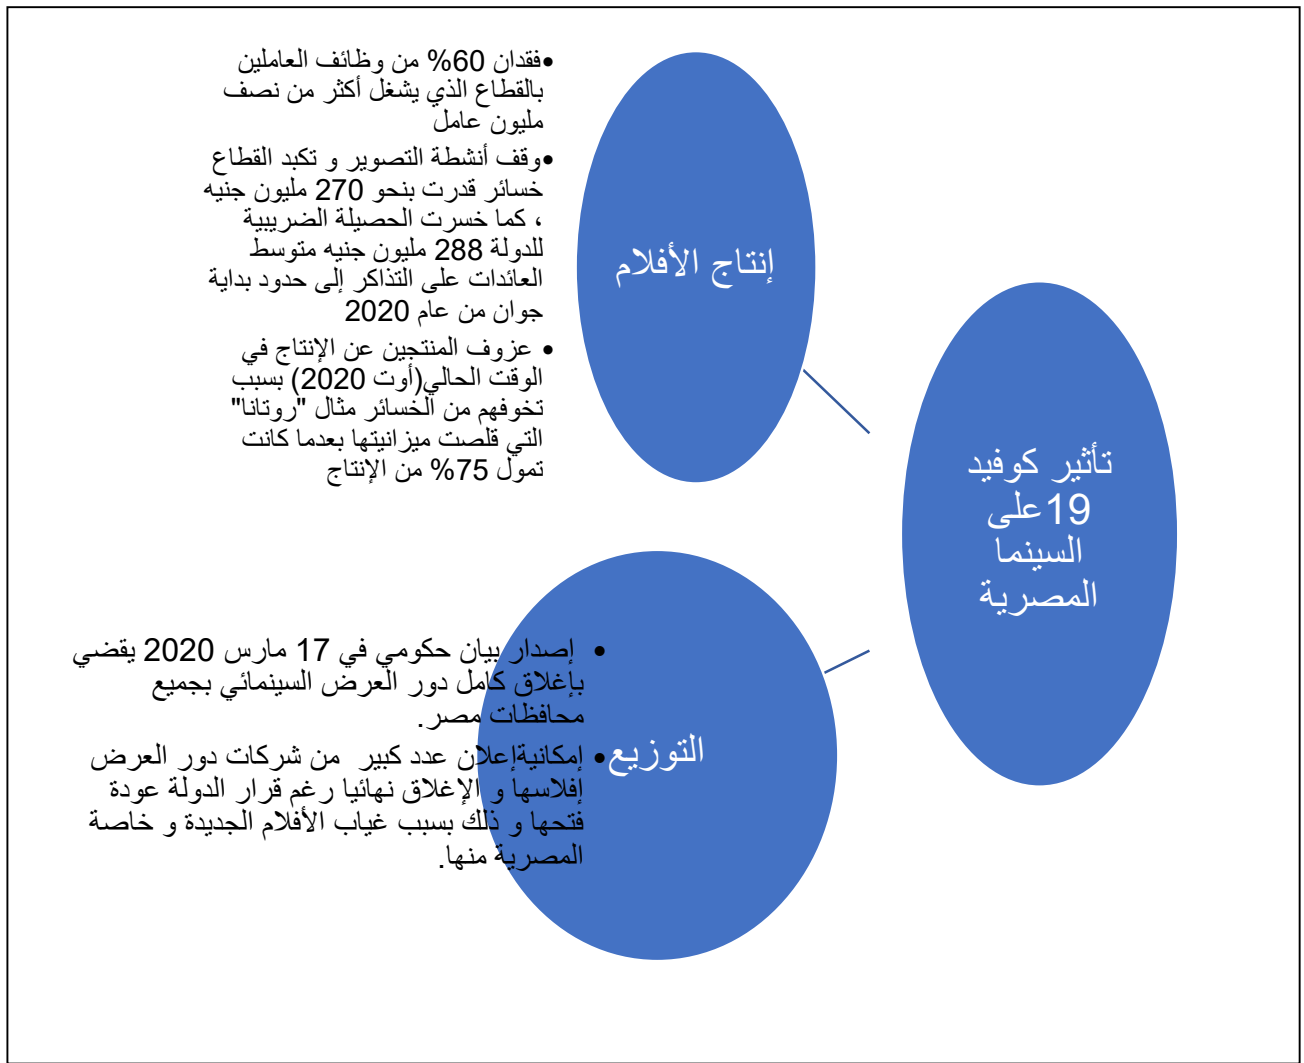 تأثير كوفيد
19على
السينما
المصرية
إنتاج الأفلام
•فقدان 60% من وظائف العاملين
بالقطاع الذي يشغل أكثر من نصف
مليون عامل
•وقف أنشطة التصوير و تكبد القطاع
خسائر قدرت بنحو 270 مليون جنيه
، كما خسرت الحصيلة الضريبية
للدولة 288 مليون جنيه متوسط
العائدات على التذاكر إلى حدود بداية
جوان من عام 2020
• عزوف المنتجين عن الإنتاج في
الوقت الحالي(أوت 2020) بسبب
تخوفهم من الخسائر مثال "روتانا"
التي قلصت ميزانيتها بعدما كانت
تمول 75% من الإنتاج
التوزيع
• إصدار بيان حكومي في 17 مارس 2020 يقضي
بإغلاق كامل دور العرض السينمائي بجميع
محافظات مصر.
• إمكانيةإعلان عدد كبير من شركات دور العرض
إفلاسها و الإغلاق نهائيا رغم قرار الدولة عودة
فتحها و ذلك بسبب غياب الأفلام الجديدة و خاصة
المصرية منها.